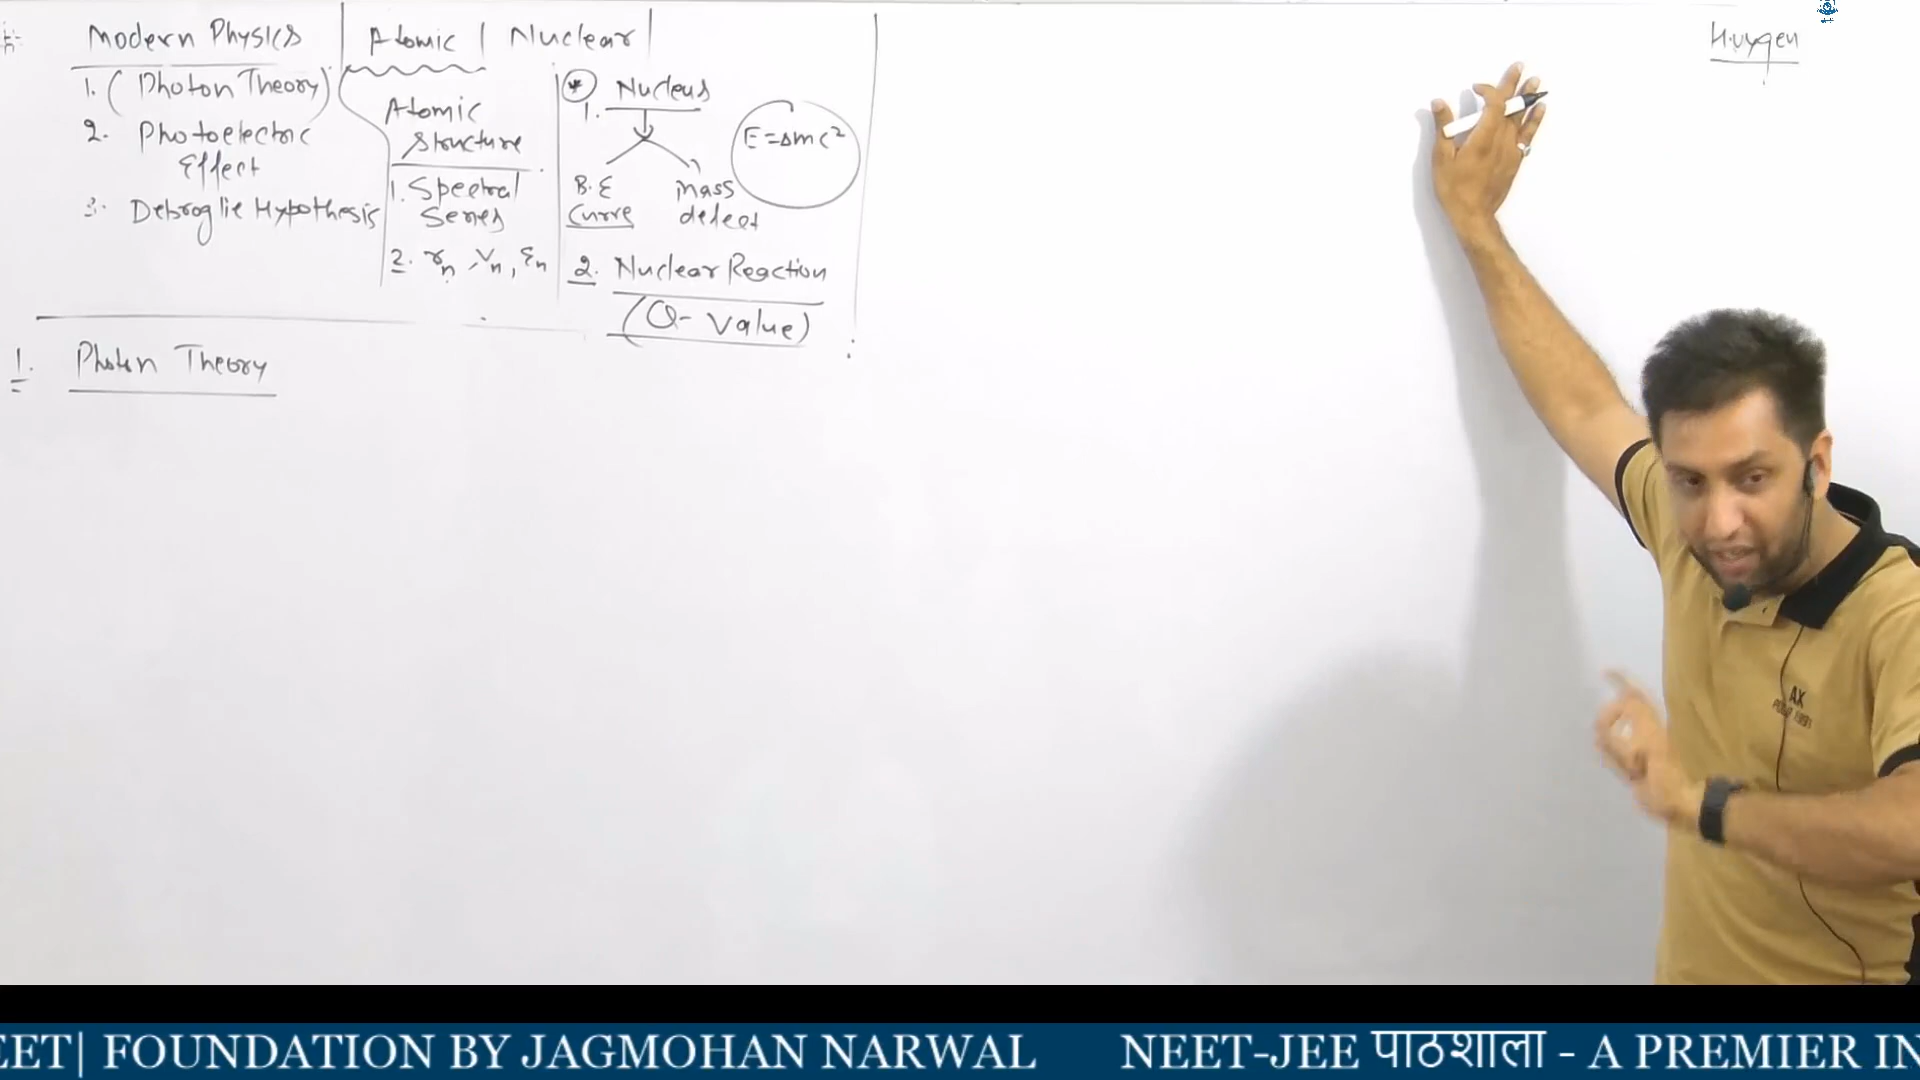 Modern Physics
1. (Photon Theory)
2. Photoelectric
Effect
3. Debroglie Hypothesis
Atomic
Atomic
Structure
1. Spectral
Series
2. rn, Vn, En
Nuclear
* Nucleus
1.
B.E
Curve
mass
defect
E=Δmc²
2. Nuclear Reaction
(Q- Value)
1. Photon Theory
Huygen
AX
EET| FOUNDATION BY JAGMOHAN NARWAL NEET-JEE पाठशाला - A PREMIER IN